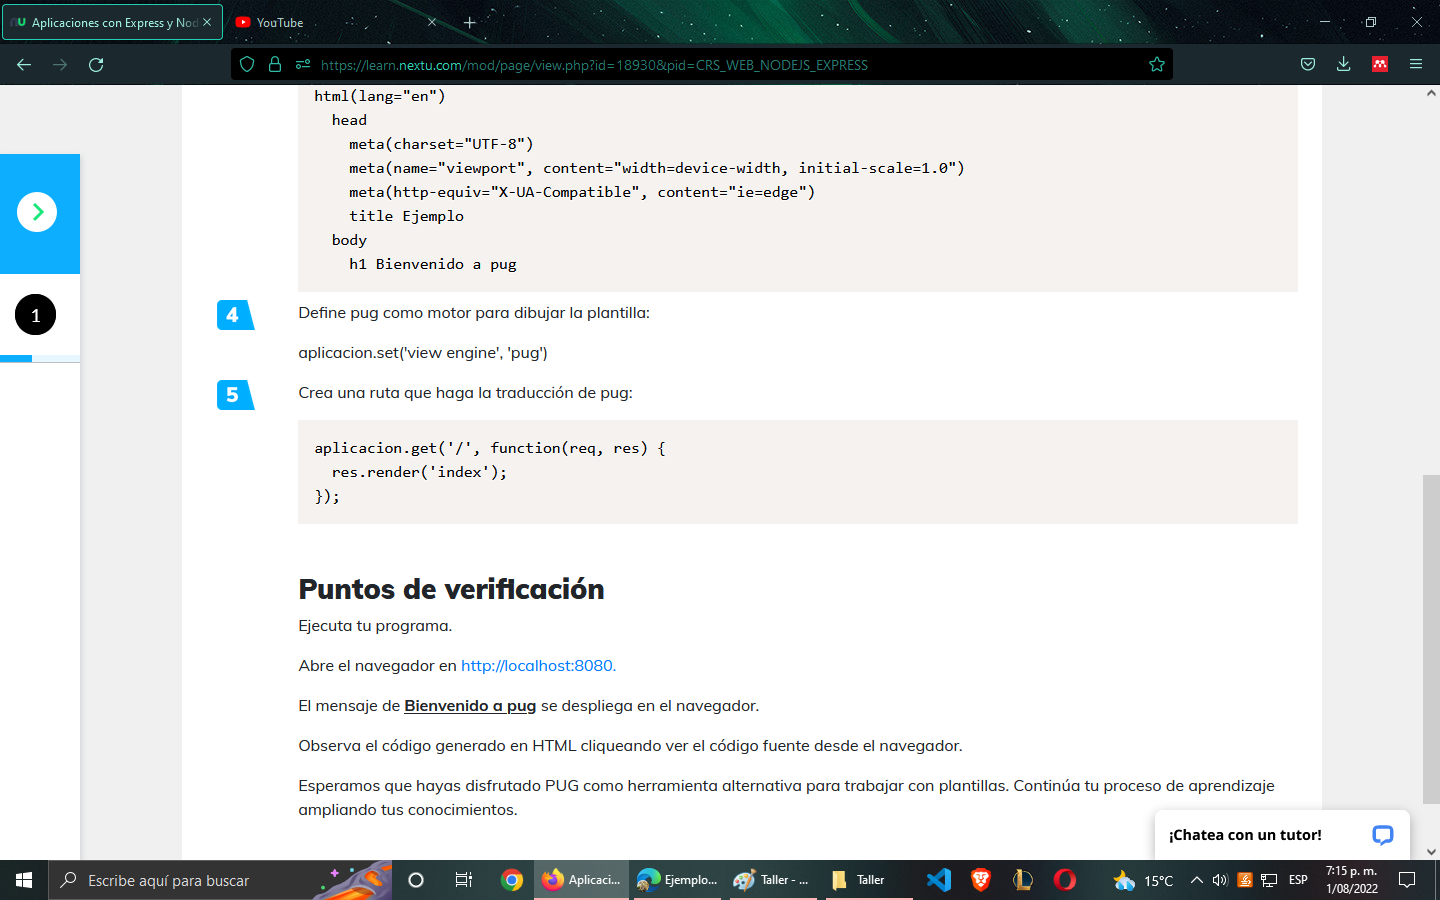 Aplicaciones con Express y Nod
YouTube
https://learn.nextu.com/mod/page/view.php?id=18930&pid=CRS_WEB_NODEJS_EXPRESS
html(lang="en")
head
meta(charset="UTF-8")
meta(name="viewport", content="width=device-width, initial-scale=1.0")
meta(http-equiv="X-UA-Compatible", content="ie=edge")
title Ejemplo
body
h1 Bienvenido a pug
1
4 Define pug como motor para dibujar la plantilla:
aplicacion.set('view engine', 'pug')
5 Crea una ruta que haga la traducción de pug:
aplicacion.get('/', function(req, res) {
res.render('index');
});
Puntos de verificación
Ejecuta tu programa.
Abre el navegador en http://localhost:8080.
El mensaje de Bienvenido a pug se despliega en el navegador.
Observa el código generado en HTML cliqueando ver el código fuente desde el navegador.
Esperamos que hayas disfrutado PUG como herramienta alternativa para trabajar con plantillas. Continúa tu proceso de aprendizaje
ampliando tus conocimientos.
¡Chatea con un tutor!
Escribe aquí para buscar
Aplicaci...
Ejemplo...
Taller - ...
Taller
15°C
ESP
7:15 p. m.
1/08/2022